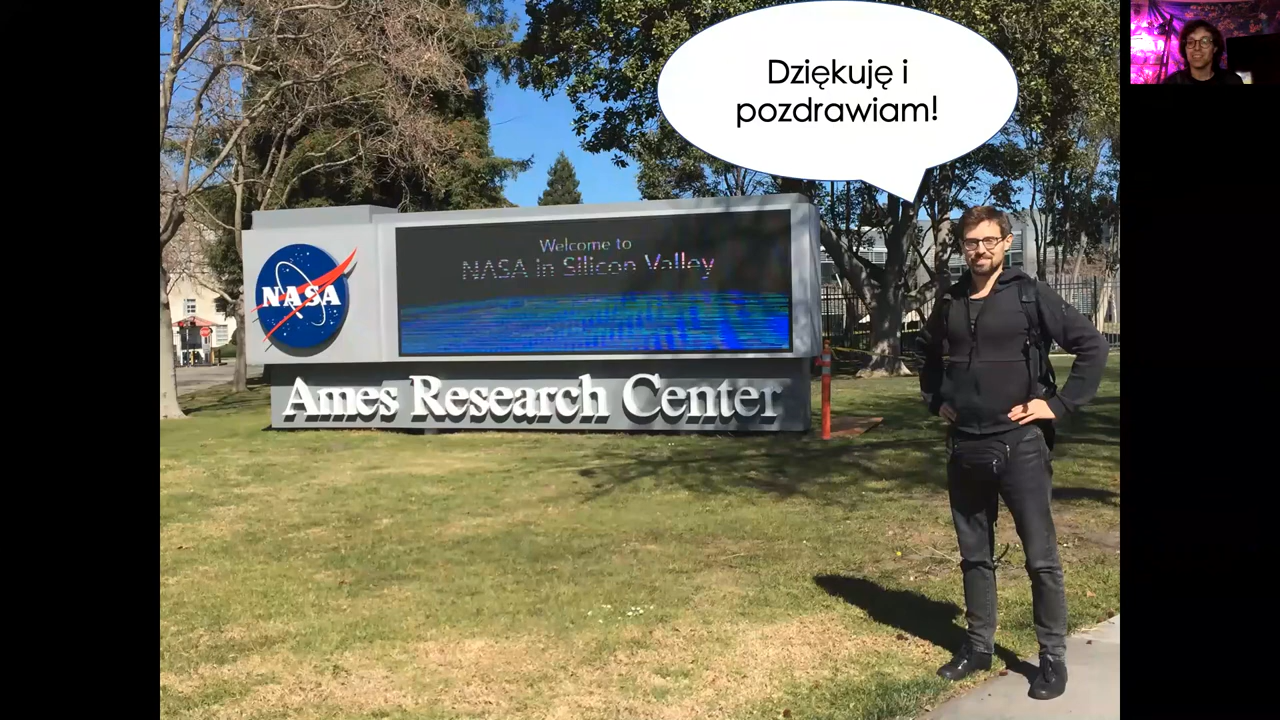 Dziękuję i
pozdrawiam!
Welcome to
NASA in Silicon Valley
NASA
Ames Research Center